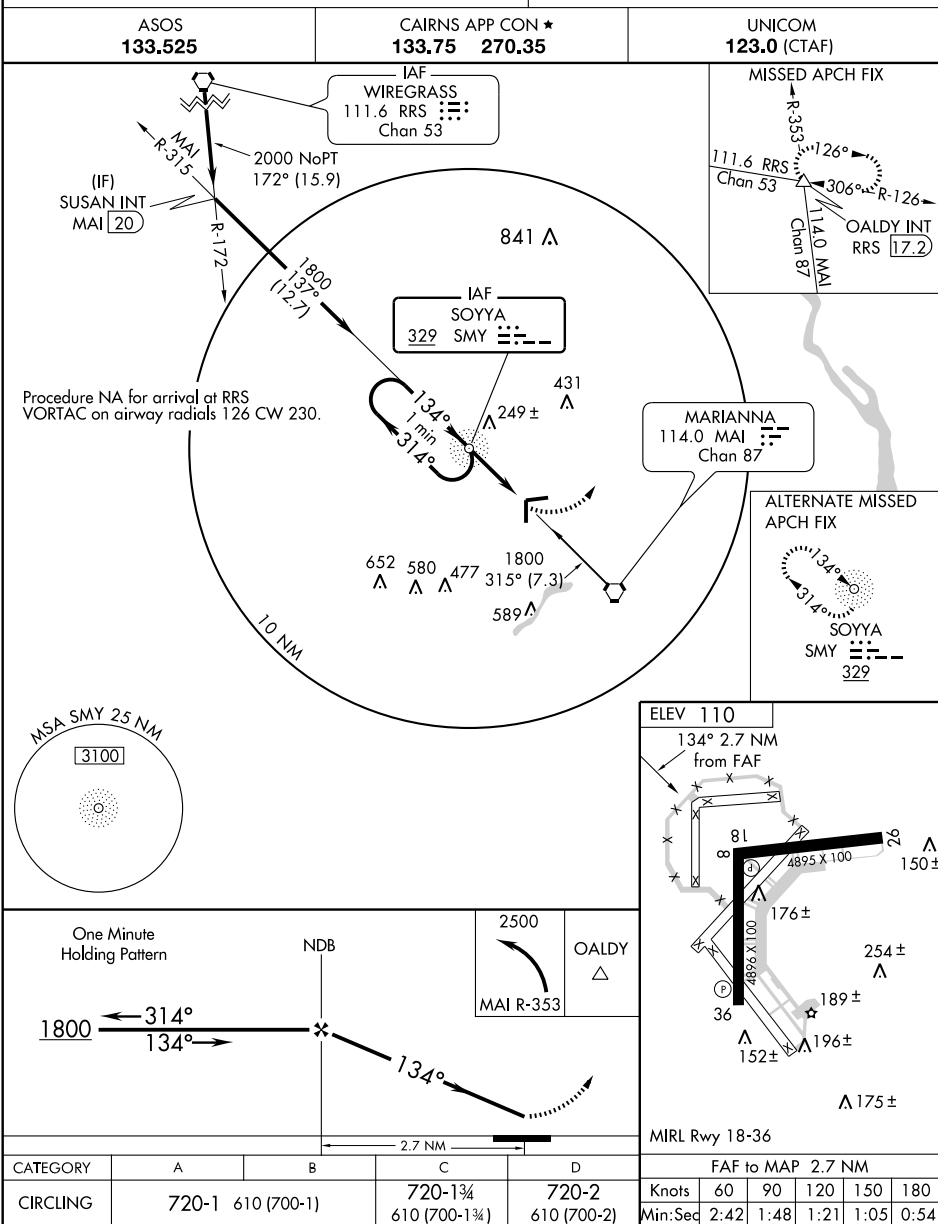 ASOS
133.525
CAIRNS APP CON ★
133.75 270.35
UNICOM
123.0 (CTAF)
IAF
WIREGRASS
111.6 RRS
Chan 53
MAI
R-315
2000 NoPT
172° (15.9)
(IF)
SUSAN INT
MAI 20
R-172
1800
137°
(12.7)
841
IAF
SOYYA
329 SMY
Procedure NA for arrival at RRS
VORTAC on airway radials 126 CW 230.
134°
1 min
314°
249±
431
MARIANNA
114.0 MAI
Chan 87
652
580
477
1800
315° (7.3)
589
10 NM
MISSED APCH FIX
R-353
126°
111.6 RRS
Chan 53
306°
R-126
OALDY INT
RRS 17.2
114.0 MAI
Chan 87
ALTERNATE MISSED
APCH FIX
134°
314°
SOYYA
SMY
329
MSA SMY 25 NM
3100
ELEV 110
134° 2.7 NM
from FAF
18
8
26
4895 X 100
150±
P
176±
4896 X 100
254±
P
189±
36
152±
196±
175±
MIRL Rwy 18-36
One Minute
Holding Pattern
NDB
2500
MAI R-353
OALDY
1800
314°
134°
134°
2.7 NM
CATEGORY A B C D
CIRCLING 720-1 610 (700-1) 720-1¾ 610 (700-1¾) 720-2 610 (700-2)
FAF to MAP 2.7 NM
Knots 60 90 120 150 180
Min:Sec 2:42 1:48 1:21 1:05 0:54